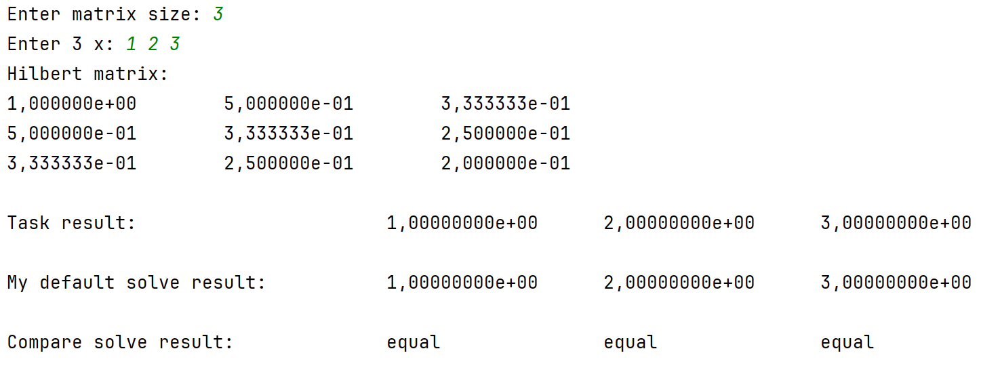 Enter matrix size: 3
Enter 3 x: 1 2 3
Hilbert matrix:
1,000000e+00 5,000000e-01 3,333333e-01
5,000000e-01 3,333333e-01 2,500000e-01
3,333333e-01 2,500000e-01 2,000000e-01
Task result: 1,00000000e+00 2,00000000e+00 3,00000000e+00
My default solve result: 1,00000000e+00 2,00000000e+00 3,00000000e+00
Compare solve result: equal equal equal